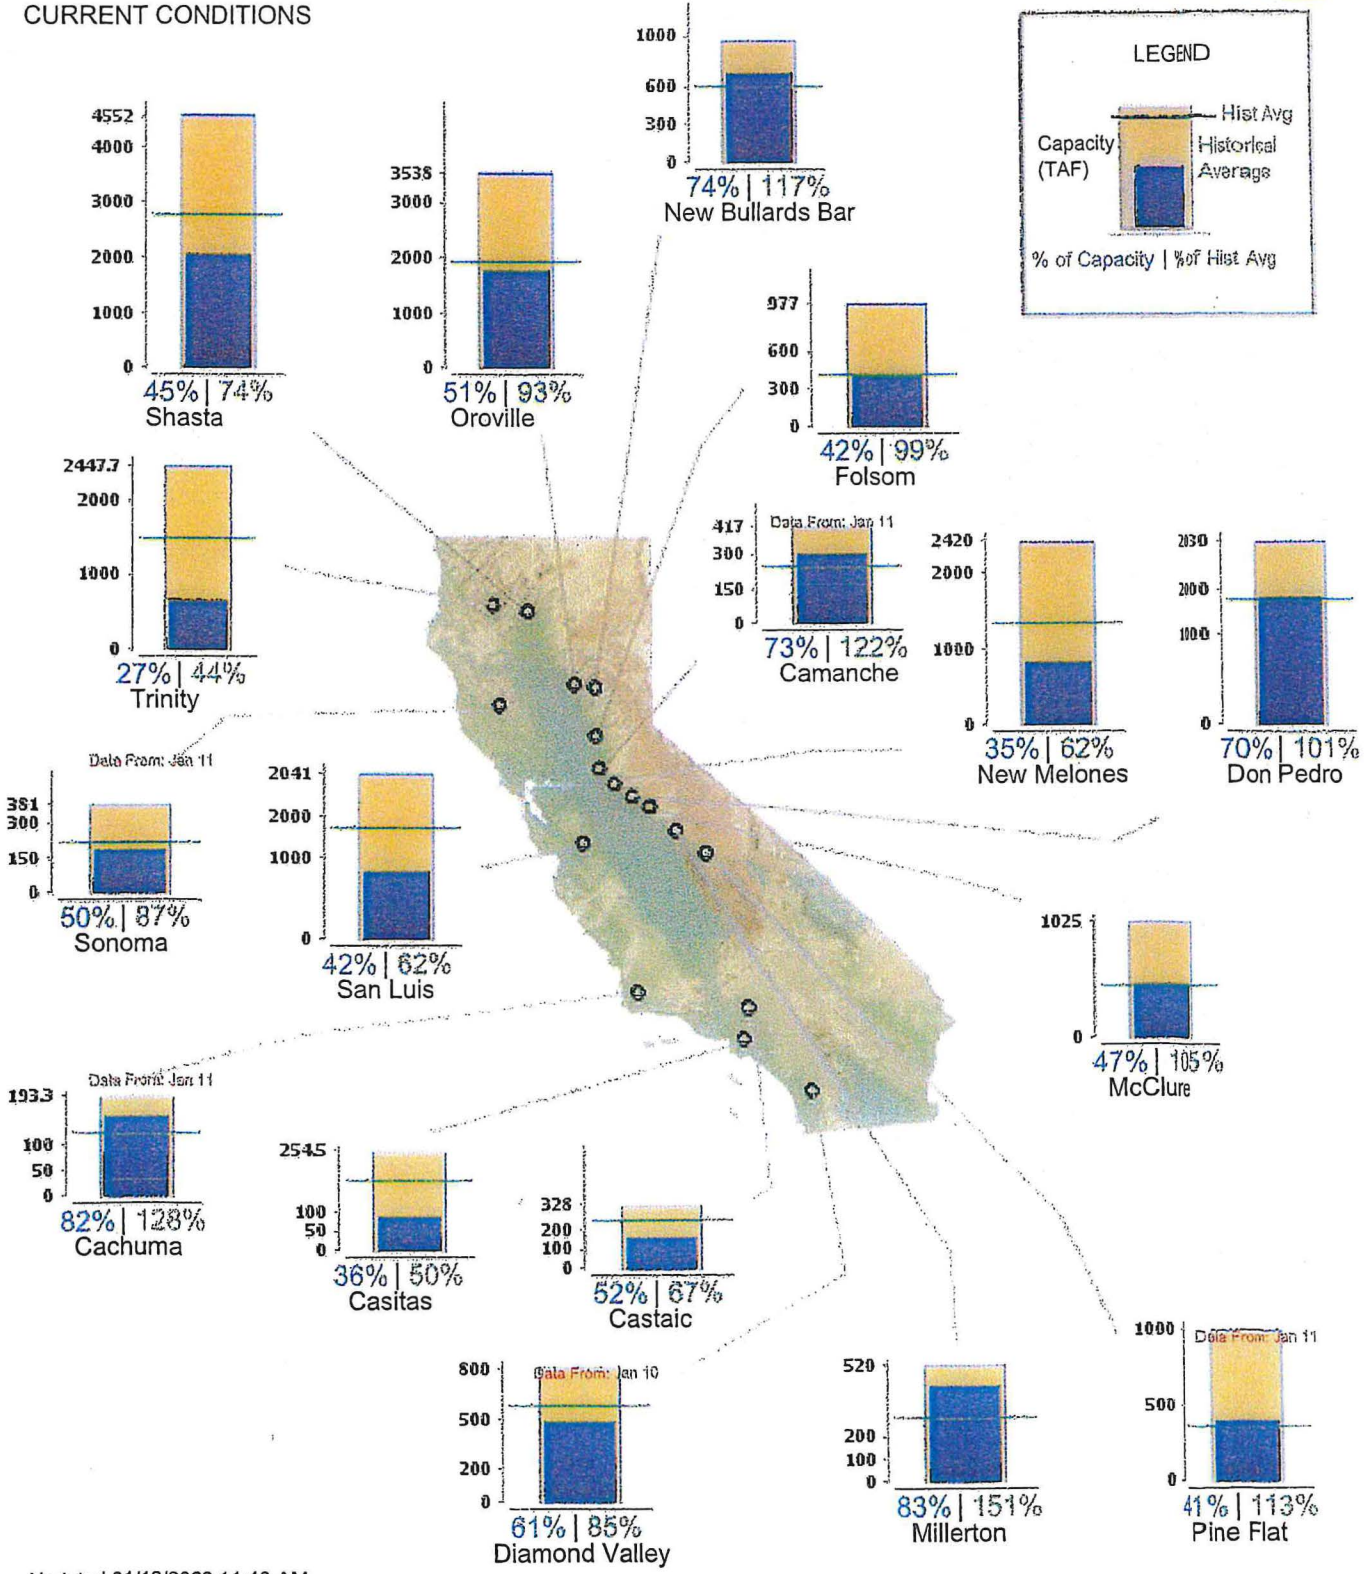 CURRENT CONDITIONS
1000
600
300
0
74% | 117%
New Bullards Bar
LEGEND
Hist Avg
Capacity
(TAF)
Historical
Average
% of Capacity | % of Hist Avg
4552
4000
3000
2000
1000
0
45% | 74%
Shasta
3538
3000
2000
1000
0
51% | 93%
Oroville
977
600
300
0
42% | 99%
Folsom
2447.7
2000
1000
0
27% | 44%
Trinity
417
Data From: Jan 11
300
150
0
73% | 122%
Camanche
2420
2000
1000
0
35% | 62%
New Melones
2030
2000
1000
0
70% | 101%
Don Pedro
Data From: Jan 11
381
300
150
0
50% | 87%
Sonoma
2041
2000
1000
0
42% | 62%
San Luis
1025
0
47% | 105%
McClure
Data From: Jan 11
193.3
100
50
0
82% | 128%
Cachuma
254.5
100
50
0
36% | 50%
Casitas
328
200
100
0
52% | 67%
Castaic
800
Data From: Jan 10
500
200
0
61% | 85%
Diamond Valley
520
200
100
0
83% | 151%
Millerton
1000
Data From: Jan 11
500
0
41% | 113%
Pine Flat